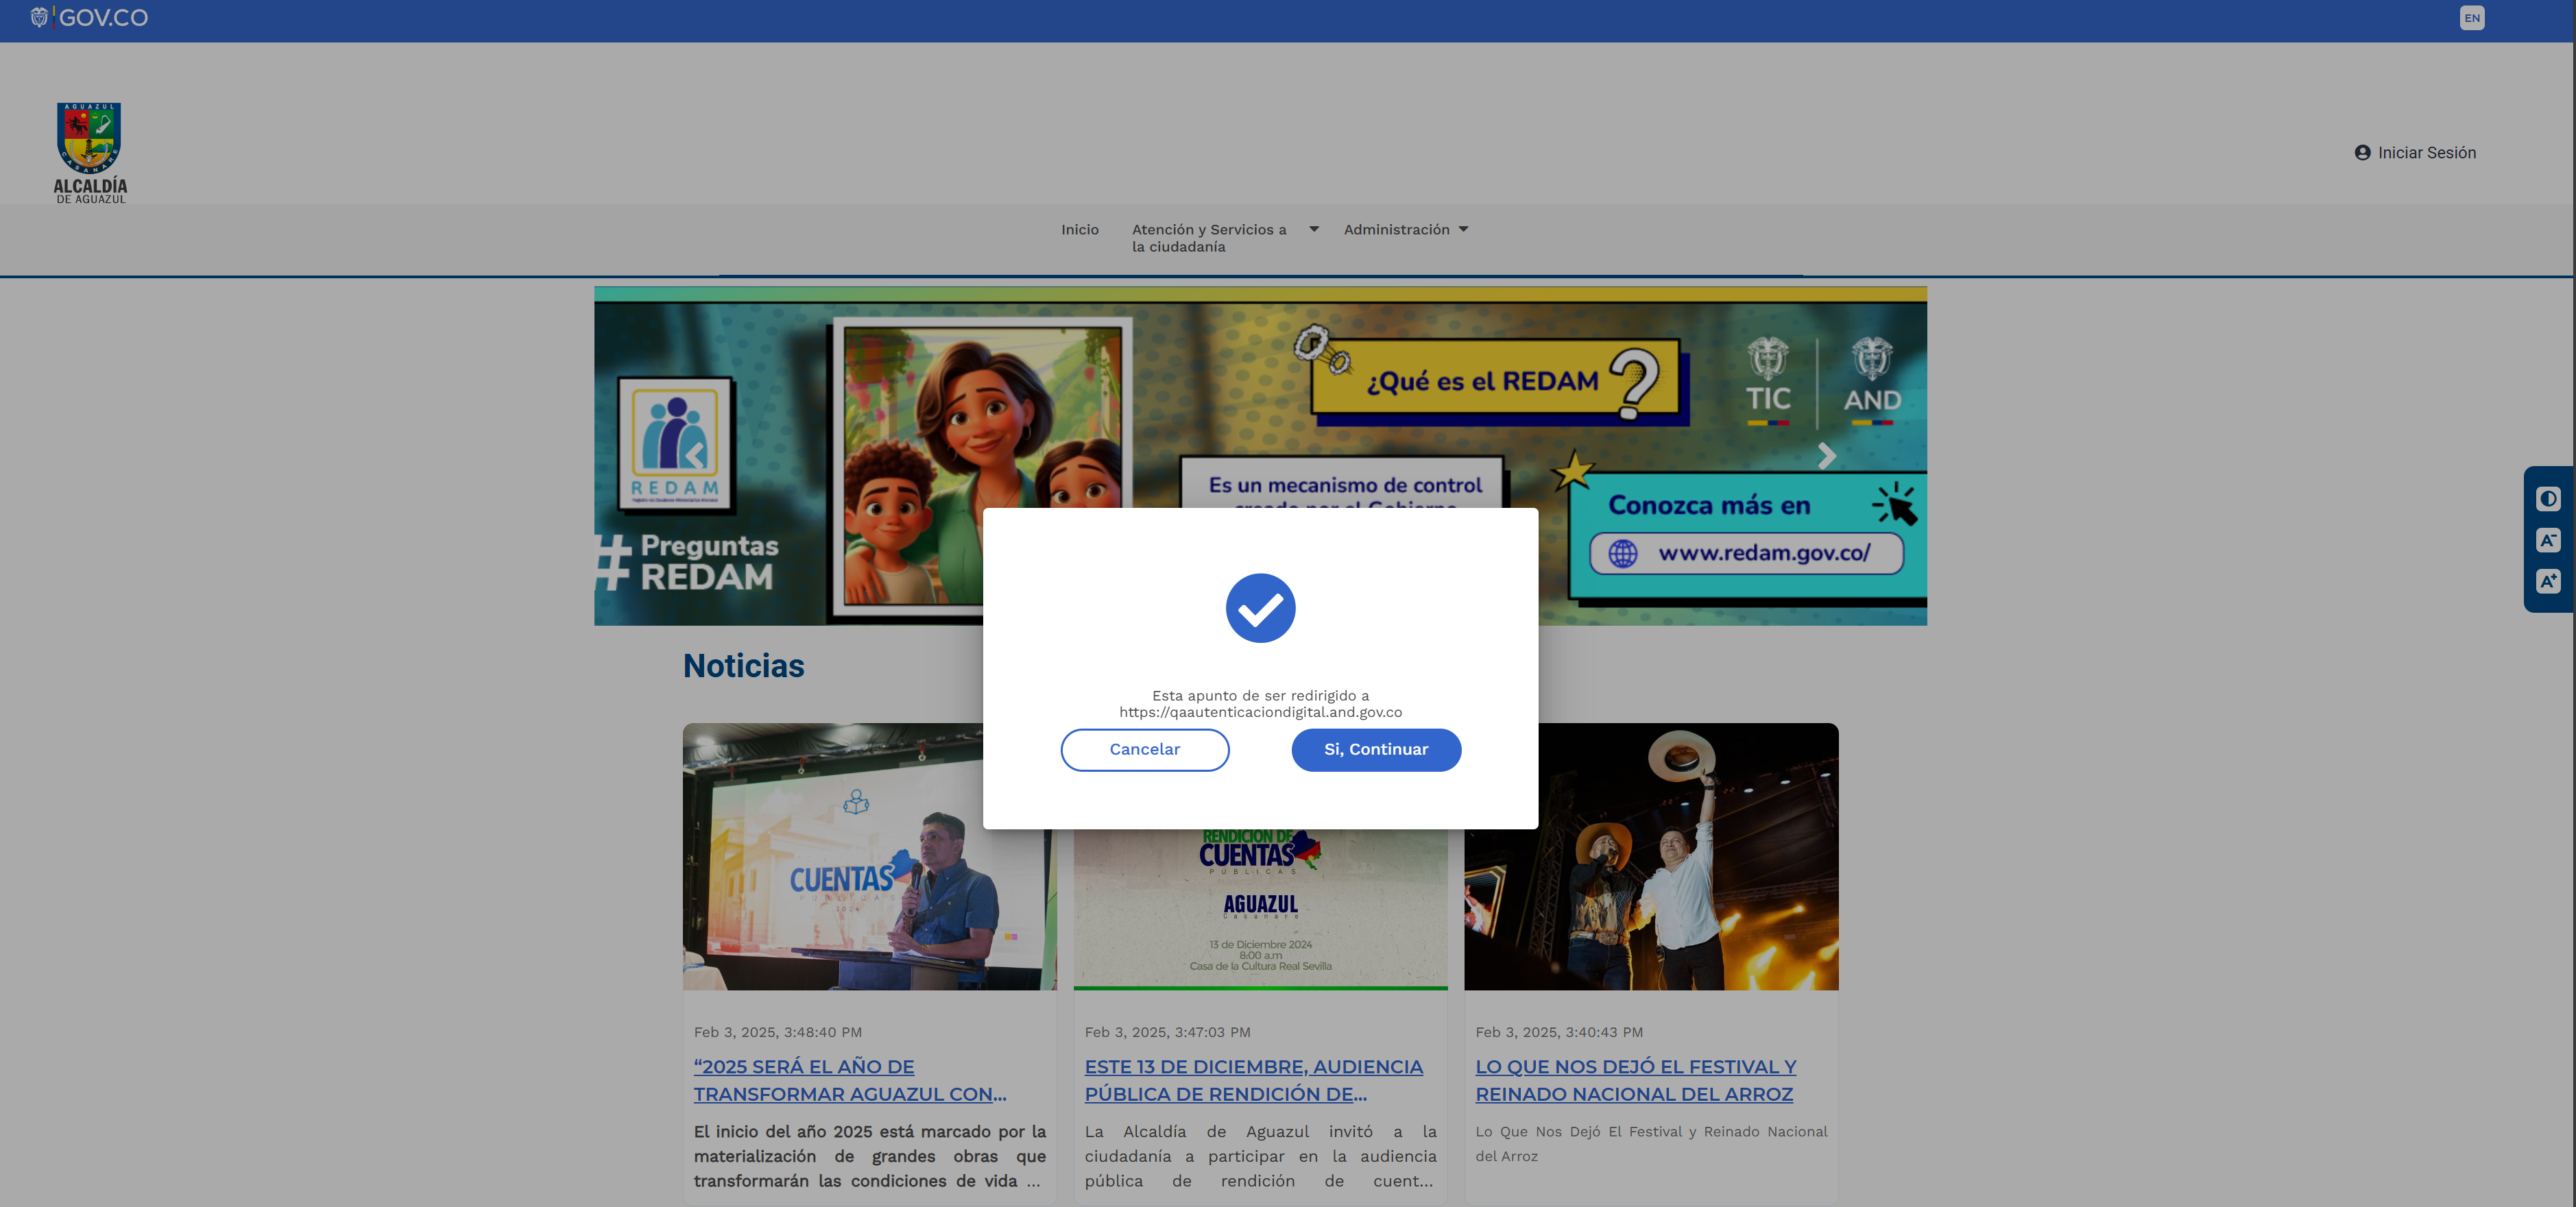 GOV.CO
EN
AGUAZUL
CASANARE
ALCALDÍA
DE AGUAZUL
Iniciar Sesión
Inicio
Atención y Servicios a
la ciudadanía
Administración
¿Qué es el REDAM ?
TIC
AND
REDAM
Es un mecanismo de control
creado por el Gobierno
Conozca más en
www.redam.gov.co/
# Preguntas
REDAM
A-
A+
Esta apunto de ser redirigido a
https://qaautenticaciondigital.and.gov.co
Cancelar
Si, Continuar
Noticias
CUENTAS
PÚBLICAS
RENDICIÓN DE
CUENTAS
PÚBLICAS
AGUAZUL
Casanare
13 de Diciembre 2024
8:00 a.m
Casa de la Cultura Real Sevilla
Feb 3, 2025, 3:48:40 PM
“2025 SERÁ EL AÑO DE
TRANSFORMAR AGUAZUL CON...
El inicio del año 2025 está marcado por la
materialización de grandes obras que
transformarán las condiciones de vida ...
Feb 3, 2025, 3:47:03 PM
ESTE 13 DE DICIEMBRE, AUDIENCIA
PÚBLICA DE RENDICIÓN DE...
La Alcaldía de Aguazul invitó a la
ciudadanía a participar en la audiencia
pública de rendición de cuent...
Feb 3, 2025, 3:40:43 PM
LO QUE NOS DEJÓ EL FESTIVAL Y
REINADO NACIONAL DEL ARROZ
Lo Que Nos Dejó El Festival y Reinado Nacional
del Arroz